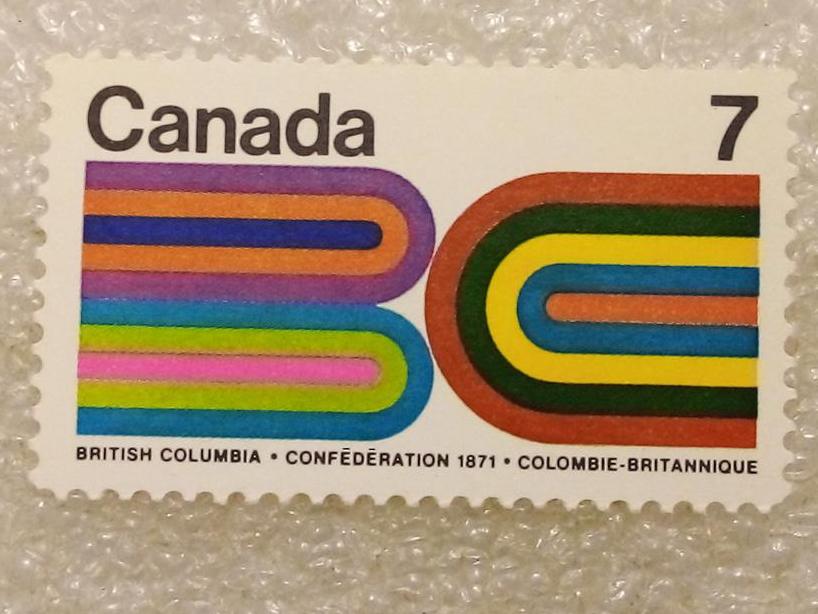 Canada 7
BRITISH COLUMBIA • CONFÉDÉRATION 1871 • COLOMBIE-BRITANNIQUE